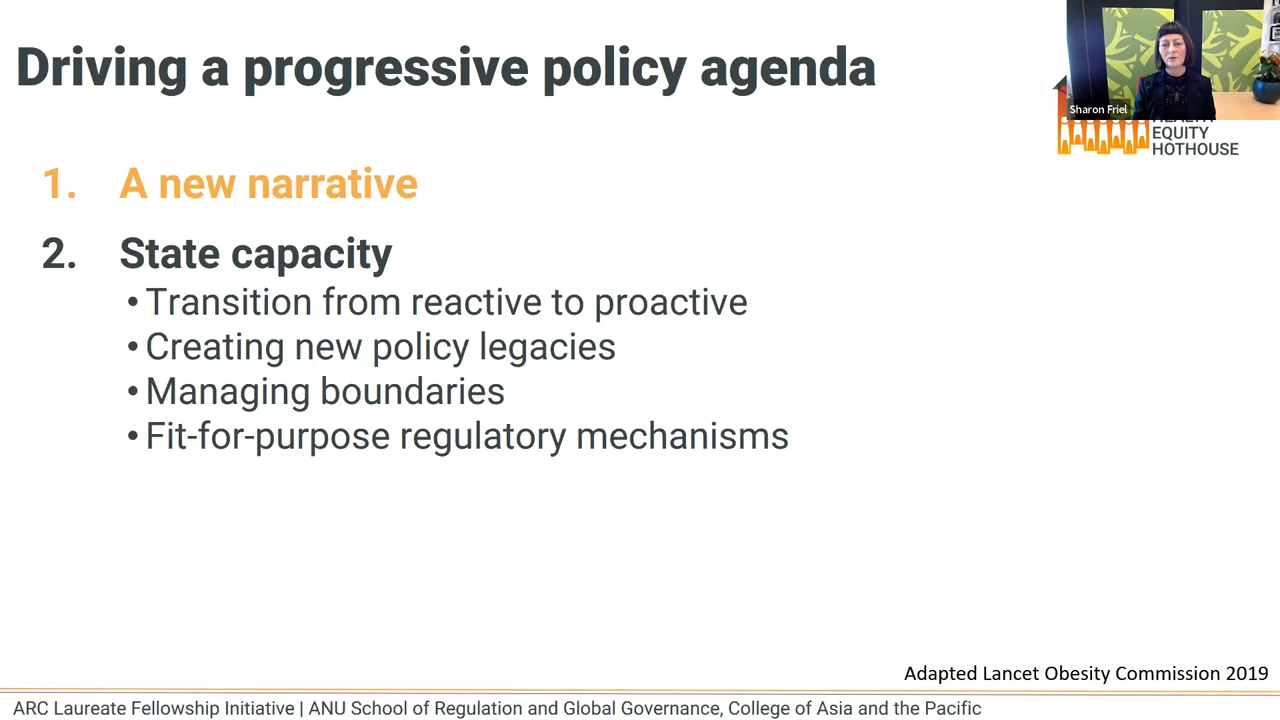 Driving a progressive policy agenda
Sharon Friel
EQUITY
HOTHOUSE
1. A new narrative
2. State capacity
• Transition from reactive to proactive
• Creating new policy legacies
• Managing boundaries
• Fit-for-purpose regulatory mechanisms
Adapted Lancet Obesity Commission 2019
ARC Laureate Fellowship Initiative | ANU School of Regulation and Global Governance, College of Asia and the Pacific